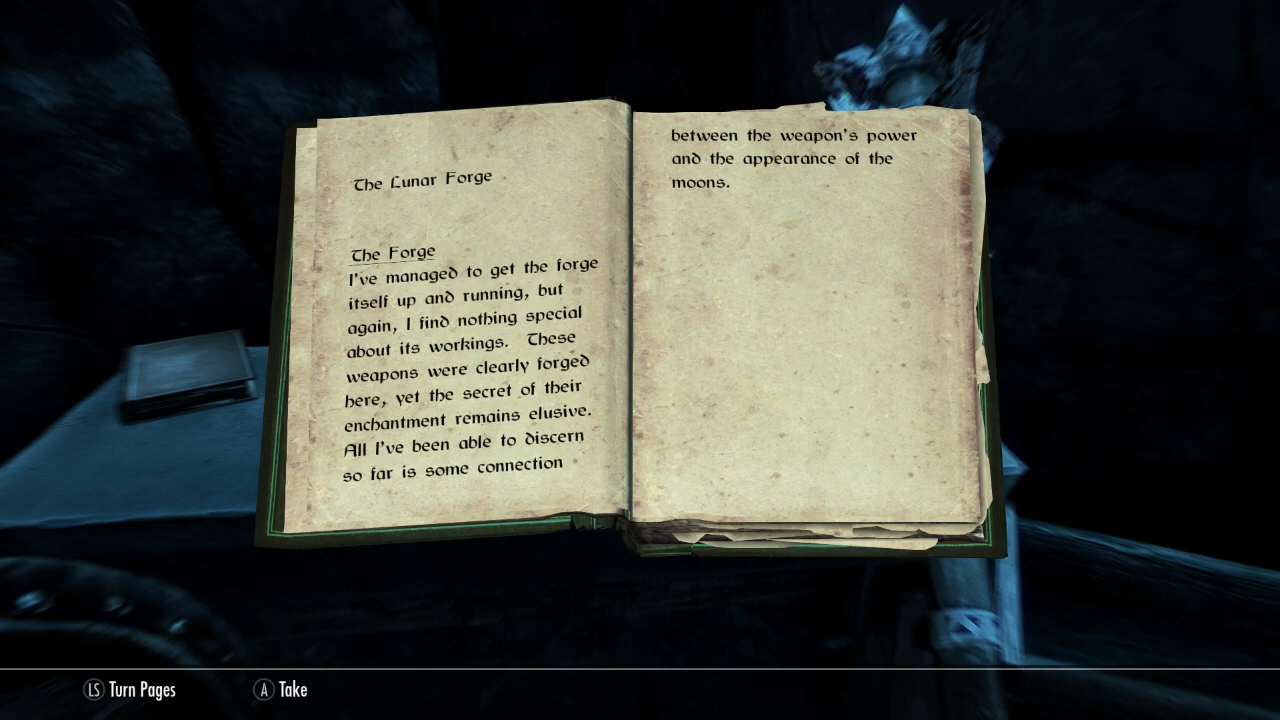 The Lunar Forge
The Forge
I've managed to get the forge
itself up and running, but
again, I find nothing special
about its workings.  These
weapons were clearly forged
here, yet the secret of their
enchantment remains elusive.
All I've been able to discern
so far is some connection
between the weapon's power
and the appearance of the
moons.
LS Turn Pages
A Take